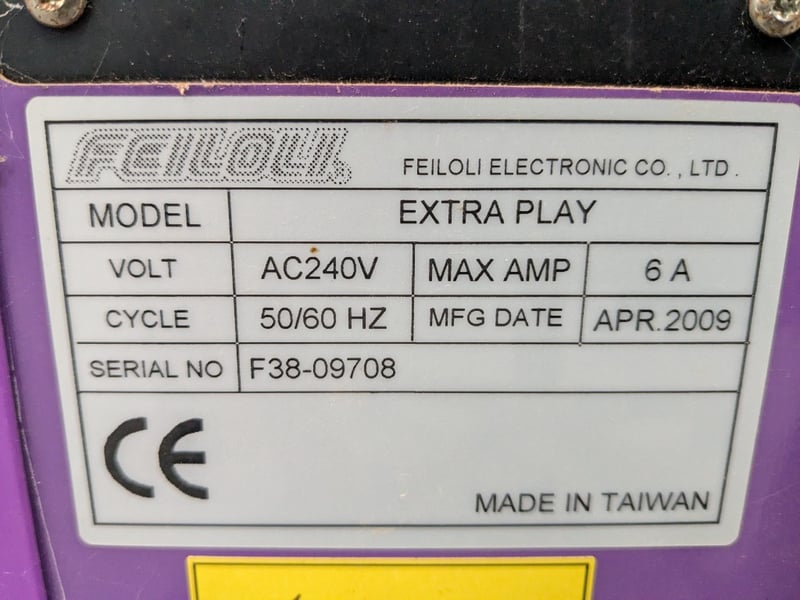 FEILOLI FEILOLI ELECTRONIC CO., LTD.
MODEL EXTRA PLAY
VOLT AC240V MAX AMP 6 A
CYCLE 50/60 HZ MFG DATE APR.2009
SERIAL NO F38-09708
CE
MADE IN TAIWAN